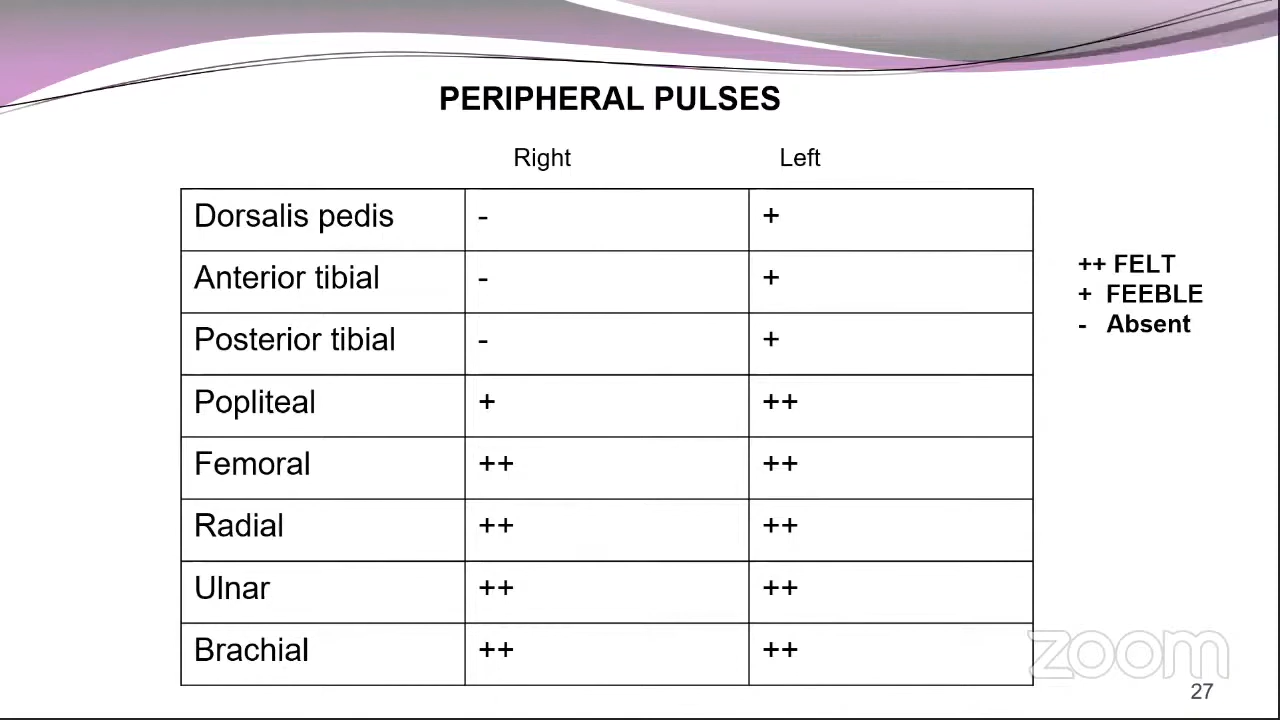 PERIPHERAL PULSES
Right Left
Dorsalis pedis - +
Anterior tibial - +
Posterior tibial - +
Popliteal + ++
Femoral ++ ++
Radial ++ ++
Ulnar ++ ++
Brachial ++ ++
++ FELT
+ FEEBLE
- Absent
zoom
27